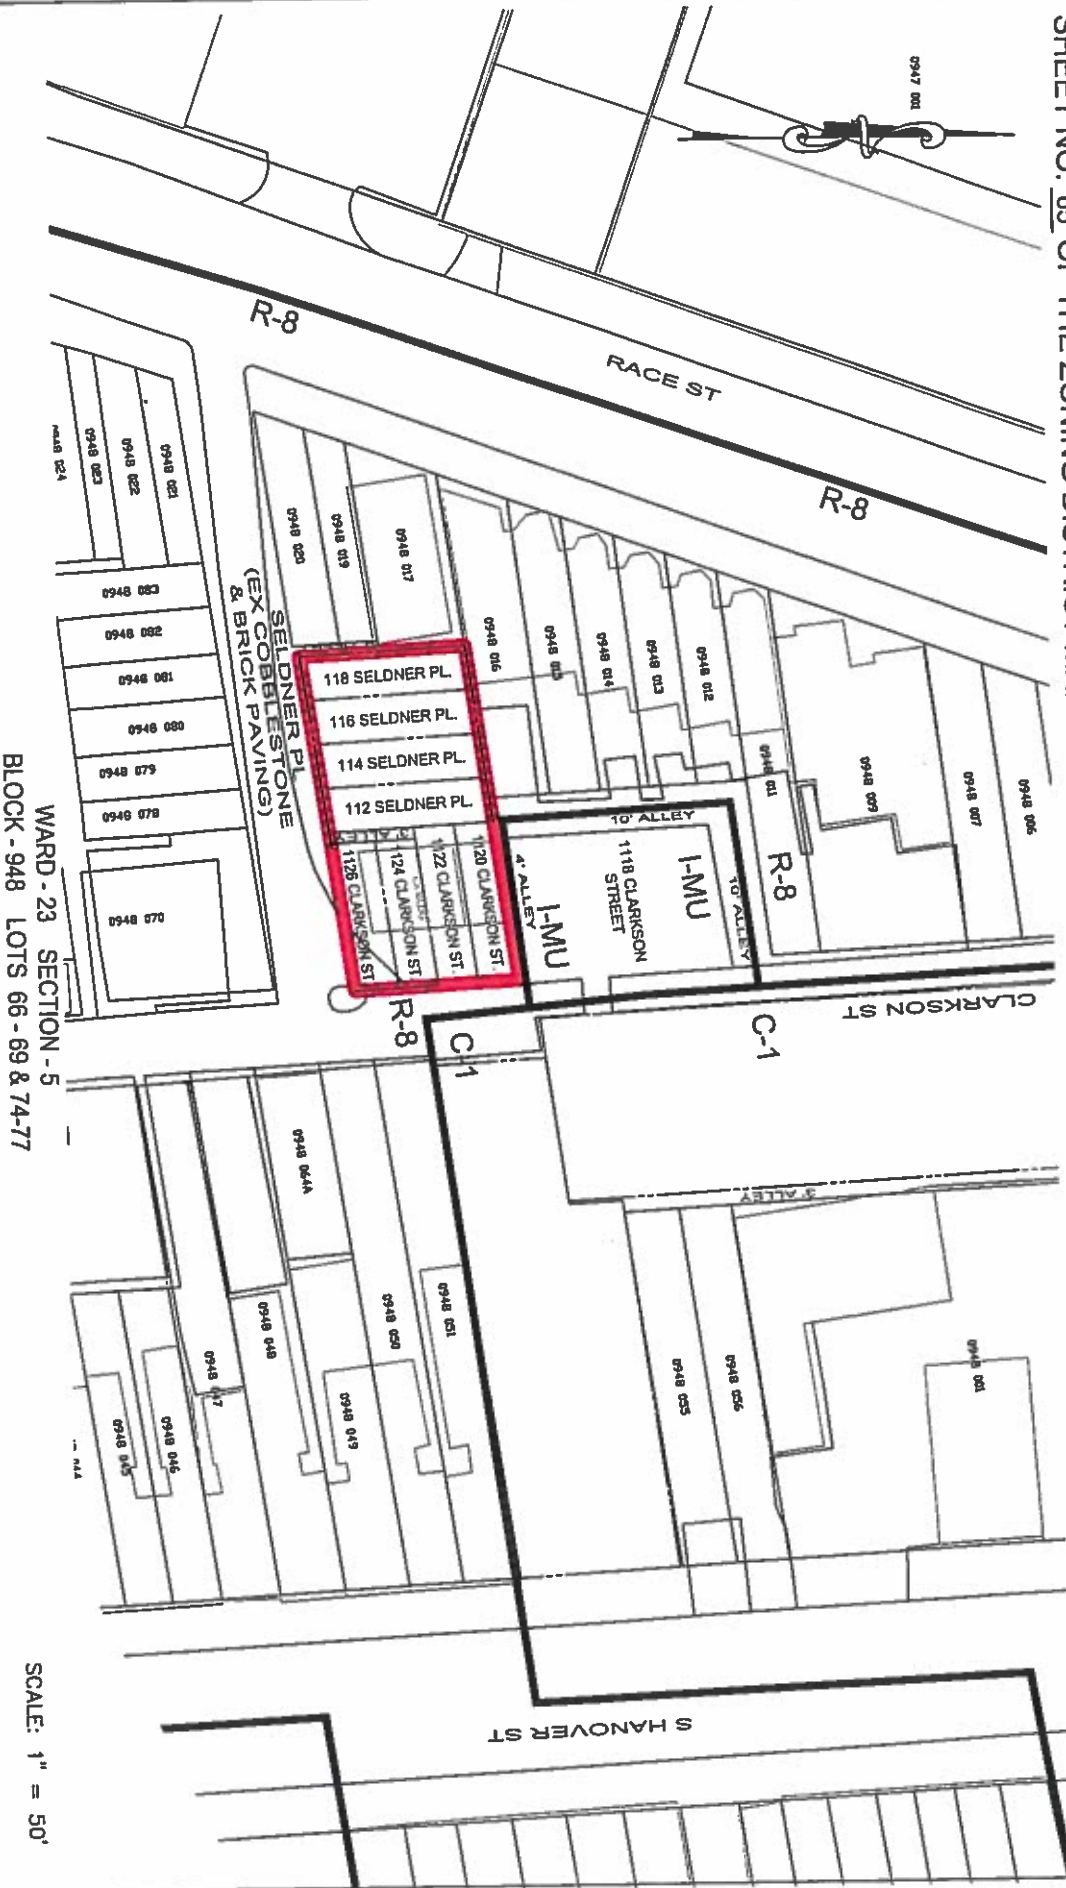 SHEET NO. 65 OF THE ZONING DISTRICT MAP
0947 001
R-8
RACE ST
R-8
0948 024
0948 023
0948 022
0948 021
0948 020
0948 019
0948 017
0948 016
0948 015
0948 014
0948 013
0948 012
0948 011
0948 009
0948 007
0948 006
0948 083
0948 082
0948 081
0948 080
0948 079
0948 078
0948 070
SELDNER PL
(EX COBBLESTONE
& BRICK PAVING)
118 SELDNER PL.
116 SELDNER PL.
114 SELDNER PL.
112 SELDNER PL.
3' ALLEY
1126 CLARKSON ST
1124 CLARKSON ST
1122 CLARKSON ST.
1120 CLARKSON ST.
4' ALLEY
10' ALLEY
10' ALLEY
1118 CLARKSON
STREET
I-MU
I-MU
R-8
R-8
C-1
C-1
CLARKSON ST
3' ALLEY
0948 064A
0948 051
0948 050
0948 049
0948 048
0948 047
0948 046
0948 045
044
0948 055
0948 056
0948 001
S HANOVER ST
WARD - 23 SECTION - 5
BLOCK - 948 LOTS 66 - 69 & 74-77
SCALE: 1" = 50'